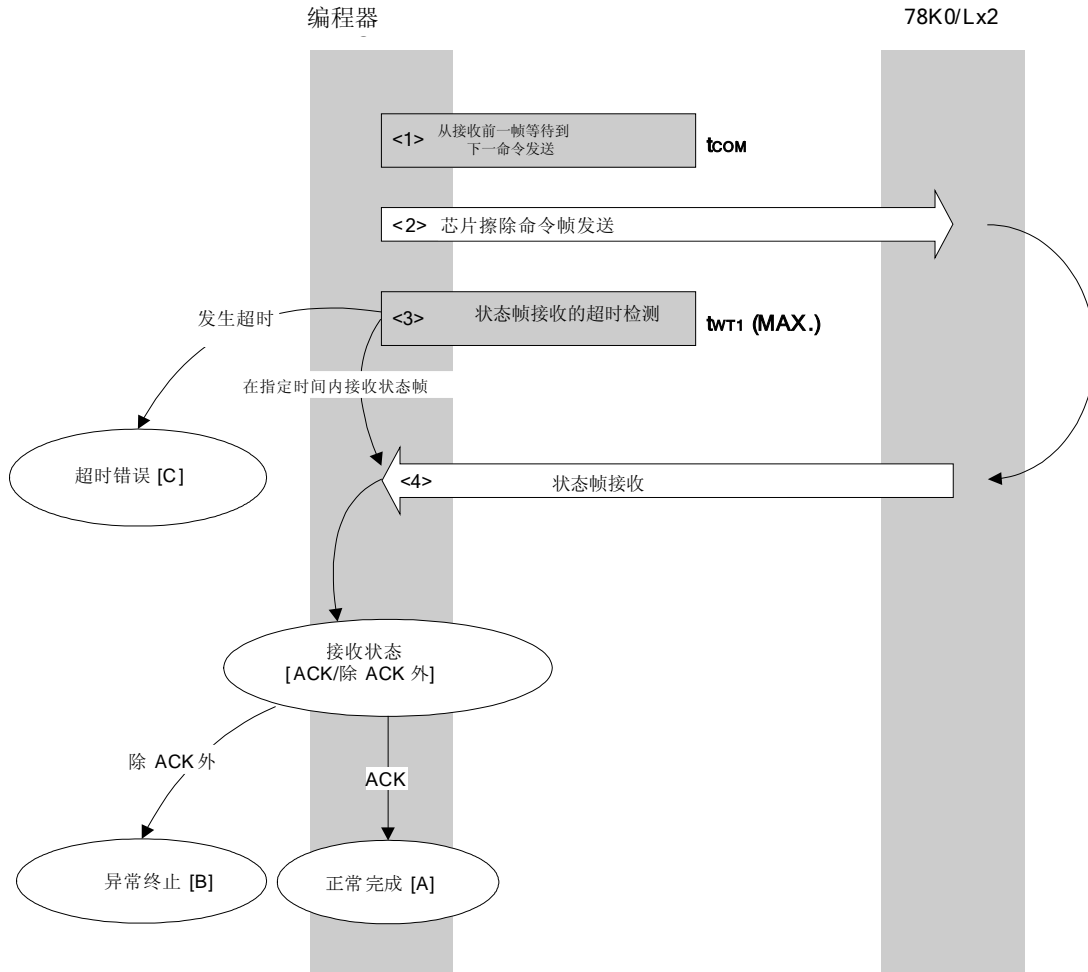 编程器
78K0/Lx2
<1> 从接收前一帧等待到
下一命令发送
tCOM
<2> 芯片擦除命令帧发送
<3> 状态帧接收的超时检测
tWT1 (MAX.)
发生超时
在指定时间内接收状态帧
超时错误 [C]
<4> 状态帧接收
接收状态
[ACK/除 ACK 外]
除 ACK 外
ACK
异常终止 [B]
正常完成 [A]